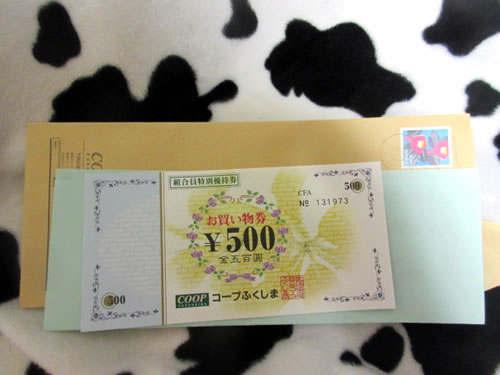 組合員特別優待券
CFA
500
№ 131973
お買い物券
¥500
金五百圓
500
COOP
コープふくしま